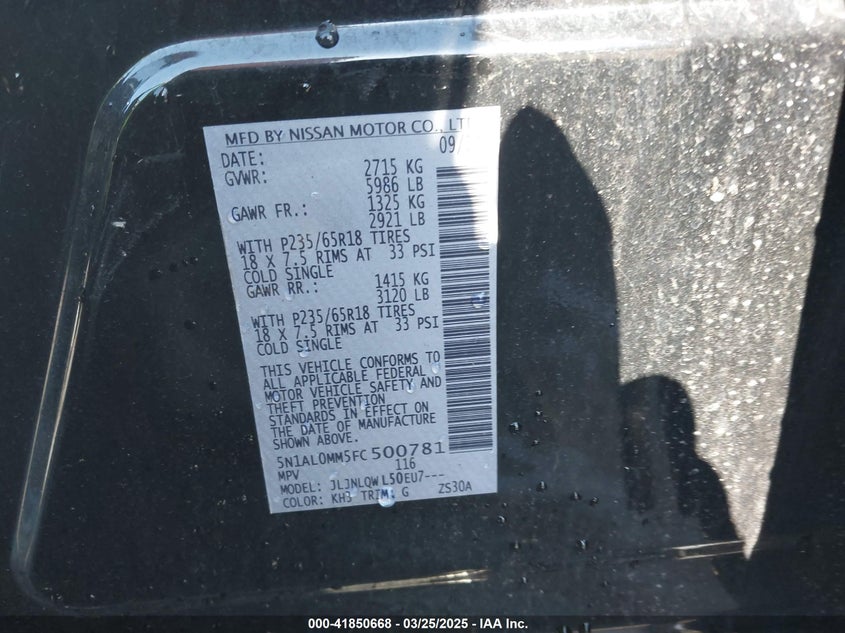 MFD BY NISSAN MOTOR CO., LT
DATE: 09/
GVWR: 2715 KG
5986 LB
GAWR FR.: 1325 KG
2921 LB
WITH P235/65R18 TIRES
18 X 7.5 RIMS AT 33 PSI
COLD SINGLE
GAWR RR.: 1415 KG
3120 LB
WITH P235/65R18 TIRES
18 X 7.5 RIMS AT 33 PSI
COLD SINGLE
THIS VEHICLE CONFORMS TO
ALL APPLICABLE FEDERAL
MOTOR VEHICLE SAFETY AND
THEFT PREVENTION
STANDARDS IN EFFECT ON
THE DATE OF MANUFACTURE
SHOWN ABOVE.
5N1AL0MM5FC500781
MPV 116
MODEL: JLJNLQWL50EU7---
COLOR: KH3 TRIM: G ZS30A
000-41850668 / 03/25/2025 - IAA Inc.